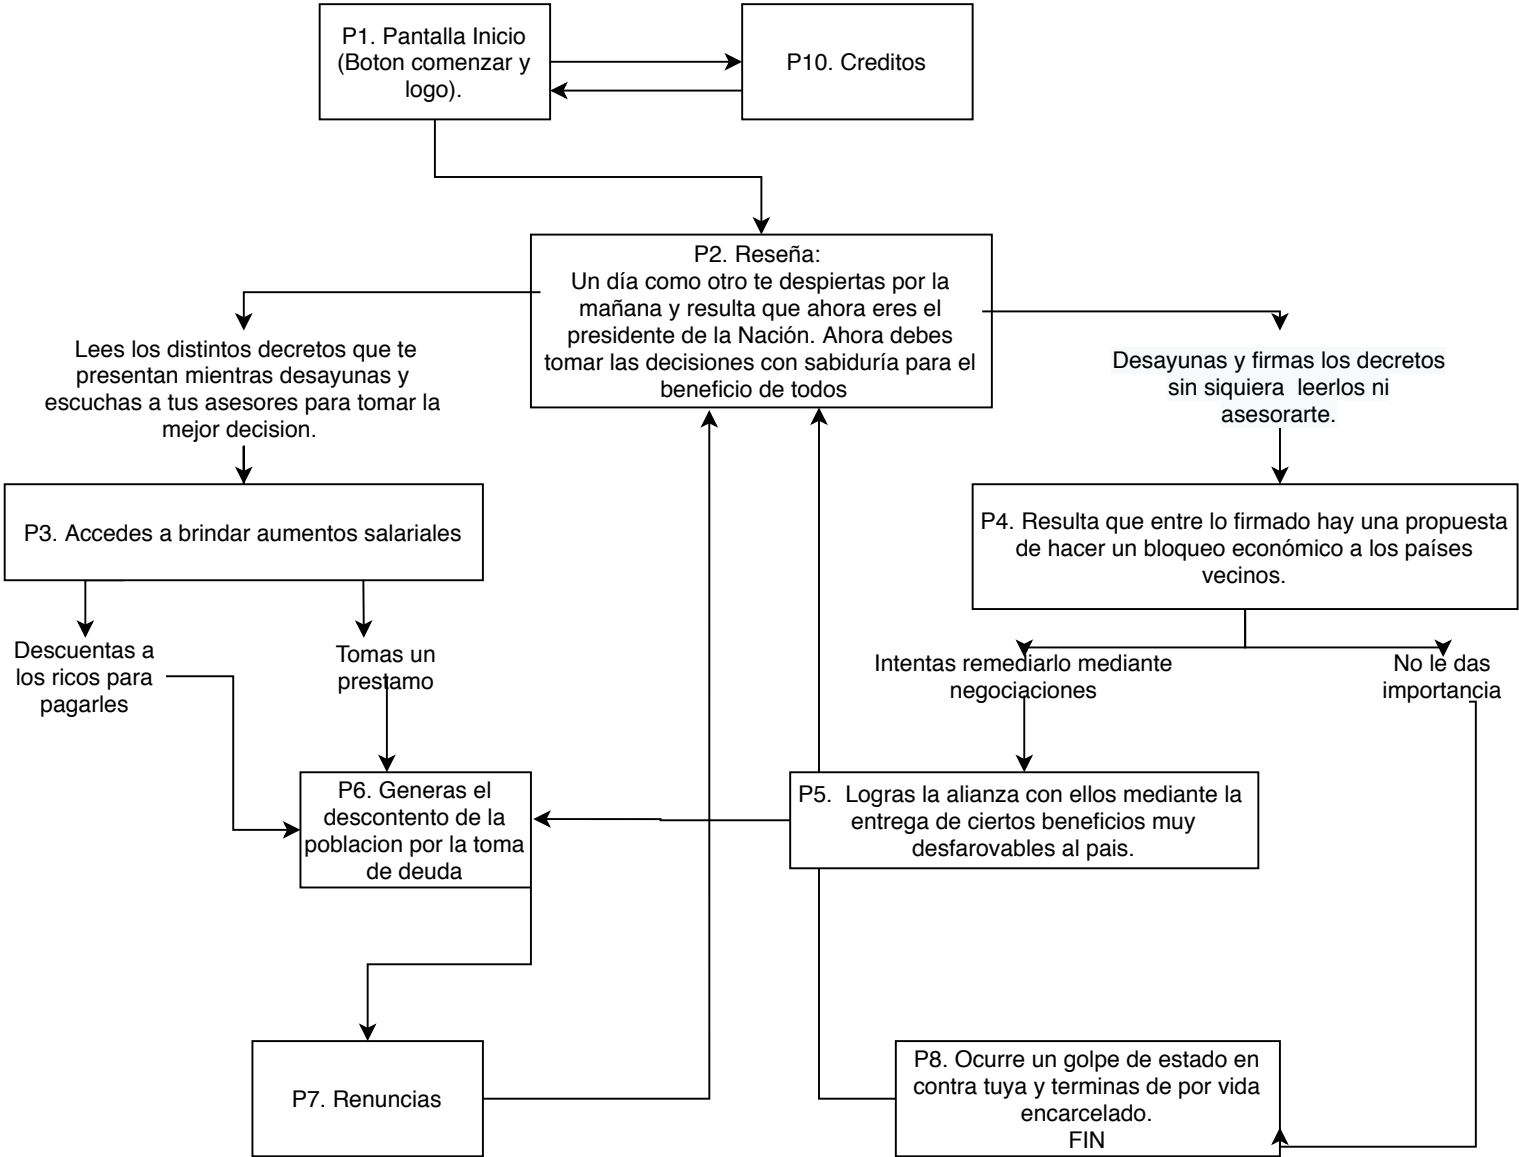 P1. Pantalla Inicio
(Boton comenzar y
logo).
P10. Creditos
P2. Reseña:
Un día como otro te despiertas por la
mañana y resulta que ahora eres el
presidente de la Nación. Ahora debes
tomar las decisiones con sabiduría para el
beneficio de todos
Lees los distintos decretos que te
presentan mientras desayunas y
escuchas a tus asesores para tomar la
mejor decision.
Desayunas y firmas los decretos
sin siquiera leerlos ni
asesorarte.
P3. Accedes a brindar aumentos salariales
P4. Resulta que entre lo firmado hay una propuesta
de hacer un bloqueo económico a los países
vecinos.
Descuentas a
los ricos para
pagarles
Tomas un
prestamo
Intentas remediarlo mediante
negociaciones
No le das
importancia
P6. Generas el
descontento de la
poblacion por la toma
de deuda
P5. Logras la alianza con ellos mediante la
entrega de ciertos beneficios muy
desfarovables al pais.
P7. Renuncias
P8. Ocurre un golpe de estado en
contra tuya y terminas de por vida
encarcelado.
FIN